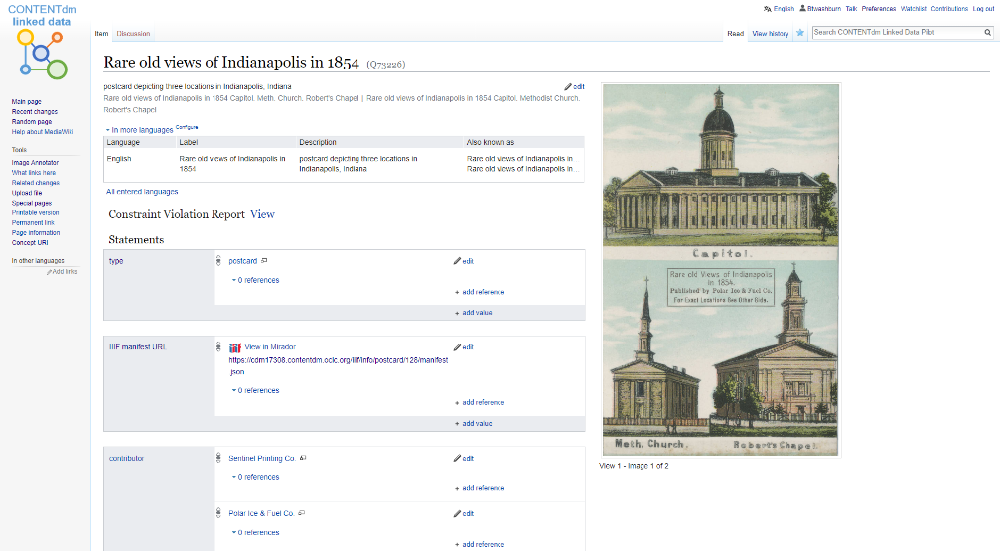 CONTENTdm
linked data
English Btwashburn Talk Preferences Watchlist Contributions Log out
Item Discussion
Read View history
Search CONTENTdm Linked Data Pilot
Main page
Recent changes
Random page
Help about MediaWiki
Tools
Image Annotator
What links here
Related changes
Upload file
Special pages
Printable version
Permanent link
Page information
Concept URI
In other languages
Add links
Rare old views of Indianapolis in 1854 (Q73226)
postcard depicting three locations in Indianapolis, Indiana
edit
Rare old views of Indianapolis in 1854 Capitol. Meth. Church. Robert's Chapel | Rare old views of Indianapolis in 1854 Capitol. Methodist Church.
Robert's Chapel
In more languages Configure
Language Label Description Also known as
English Rare old views of Indianapolis in postcard depicting three locations in Rare old views of Indianapolis in
1854 Indianapolis, Indiana Rare old views of Indianapolis in...
All entered languages
Constraint Violation Report View
Statements
type postcard edit
0 references
+ add reference
+ add value
IIIF manifest URL iiif View in Mirador edit
https://cdm17308.contentdm.oclc.org/iiif/info/postcard/128/manifest
.json
0 references
+ add reference
+ add value
contributor Sentinel Printing Co. edit
0 references
+ add reference
Polar Ice & Fuel Co. edit
0 references
+ add reference
Capitol.
Rare old Views of Indianapolis
in 1854.
Published by Polar Ice & Fuel Co.
For Exact Locations See Other Side.
Meth. Church. Robert's Chapel
View 1 - Image 1 of 2